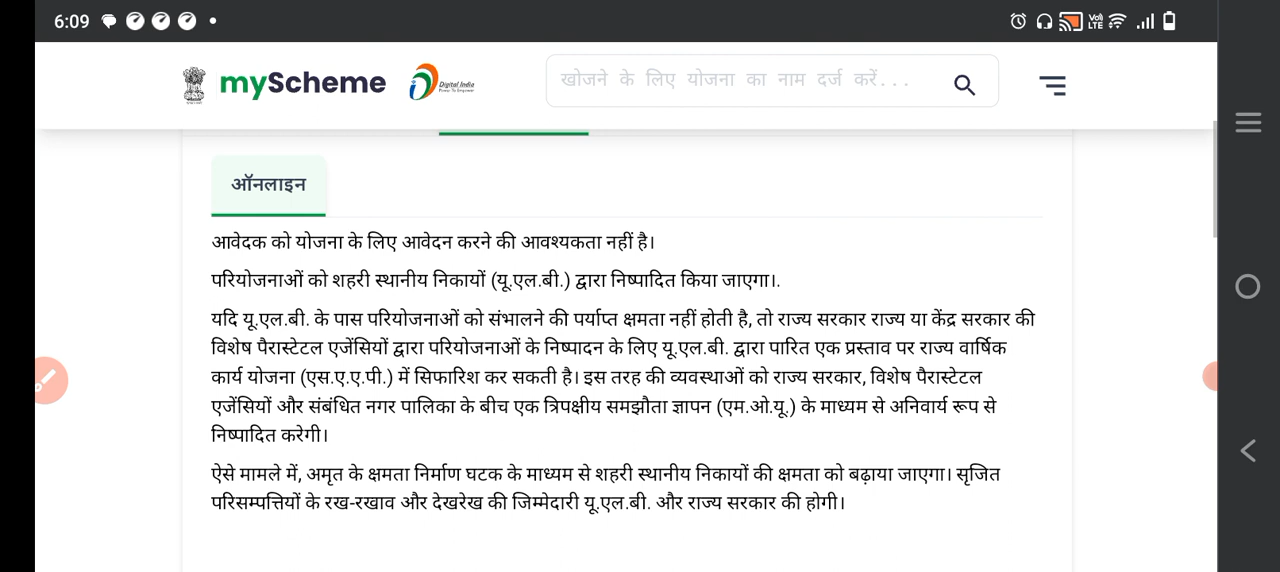 6:09
VoLTE
myScheme
Digital India
Power To Empower
खोजने के लिए योजना का नाम दर्ज करें...
ऑनलाइन
आवेदक को योजना के लिए आवेदन करने की आवश्यकता नहीं है।
परियोजनाओं को शहरी स्थानीय निकायों (यू.एल.बी.) द्वारा निष्पादित किया जाएगा।.
यदि यू.एल.बी. के पास परियोजनाओं को संभालने की पर्याप्त क्षमता नहीं होती है, तो राज्य सरकार राज्य या केंद्र सरकार की
विशेष पैरास्टेटल एजेंसियों द्वारा परियोजनाओं के निष्पादन के लिए यू.एल.बी. द्वारा पारित एक प्रस्ताव पर राज्य वार्षिक
कार्य योजना (एस.ए.ए.पी.) में सिफारिश कर सकती है। इस तरह की व्यवस्थाओं को राज्य सरकार, विशेष पैरास्टेटल
एजेंसियों और संबंधित नगर पालिका के बीच एक त्रिपक्षीय समझौता ज्ञापन (एम.ओ.यू.) के माध्यम से अनिवार्य रूप से
निष्पादित करेगी।
ऐसे मामले में, अमृत के क्षमता निर्माण घटक के माध्यम से शहरी स्थानीय निकायों की क्षमता को बढ़ाया जाएगा। सृजित
परिसम्पत्तियों के रख-रखाव और देखरेख की जिम्मेदारी यू.एल.बी. और राज्य सरकार की होगी।